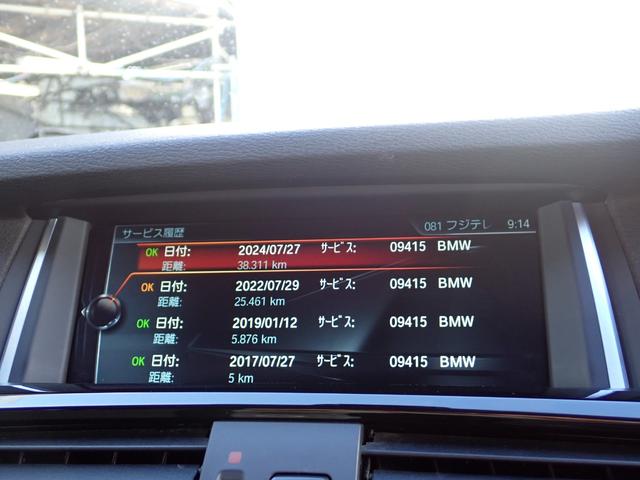 サービス履歴 081 フジテレ 9:14
OK 日付: 2024/07/27 ｻｰﾋﾞｽ: 09415 BMW
距離: 38.311 km
OK 日付: 2022/07/29 ｻｰﾋﾞｽ: 09415 BMW
距離: 25.461 km
OK 日付: 2019/01/12 ｻｰﾋﾞｽ: 09415 BMW
距離: 5.876 km
OK 日付: 2017/07/27 ｻｰﾋﾞｽ: 09415 BMW
距離: 5 km